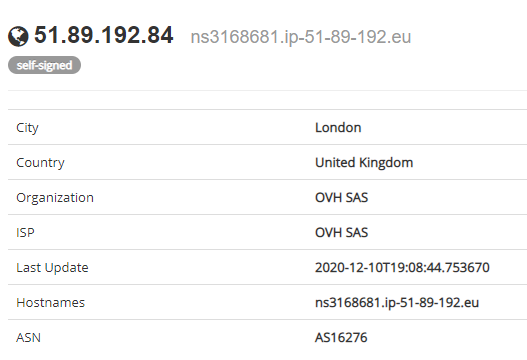 51.89.192.84 ns3168681.ip-51-89-192.eu
self-signed
City London
Country United Kingdom
Organization OVH SAS
ISP OVH SAS
Last Update 2020-12-10T19:08:44.753670
Hostnames ns3168681.ip-51-89-192.eu
ASN AS16276